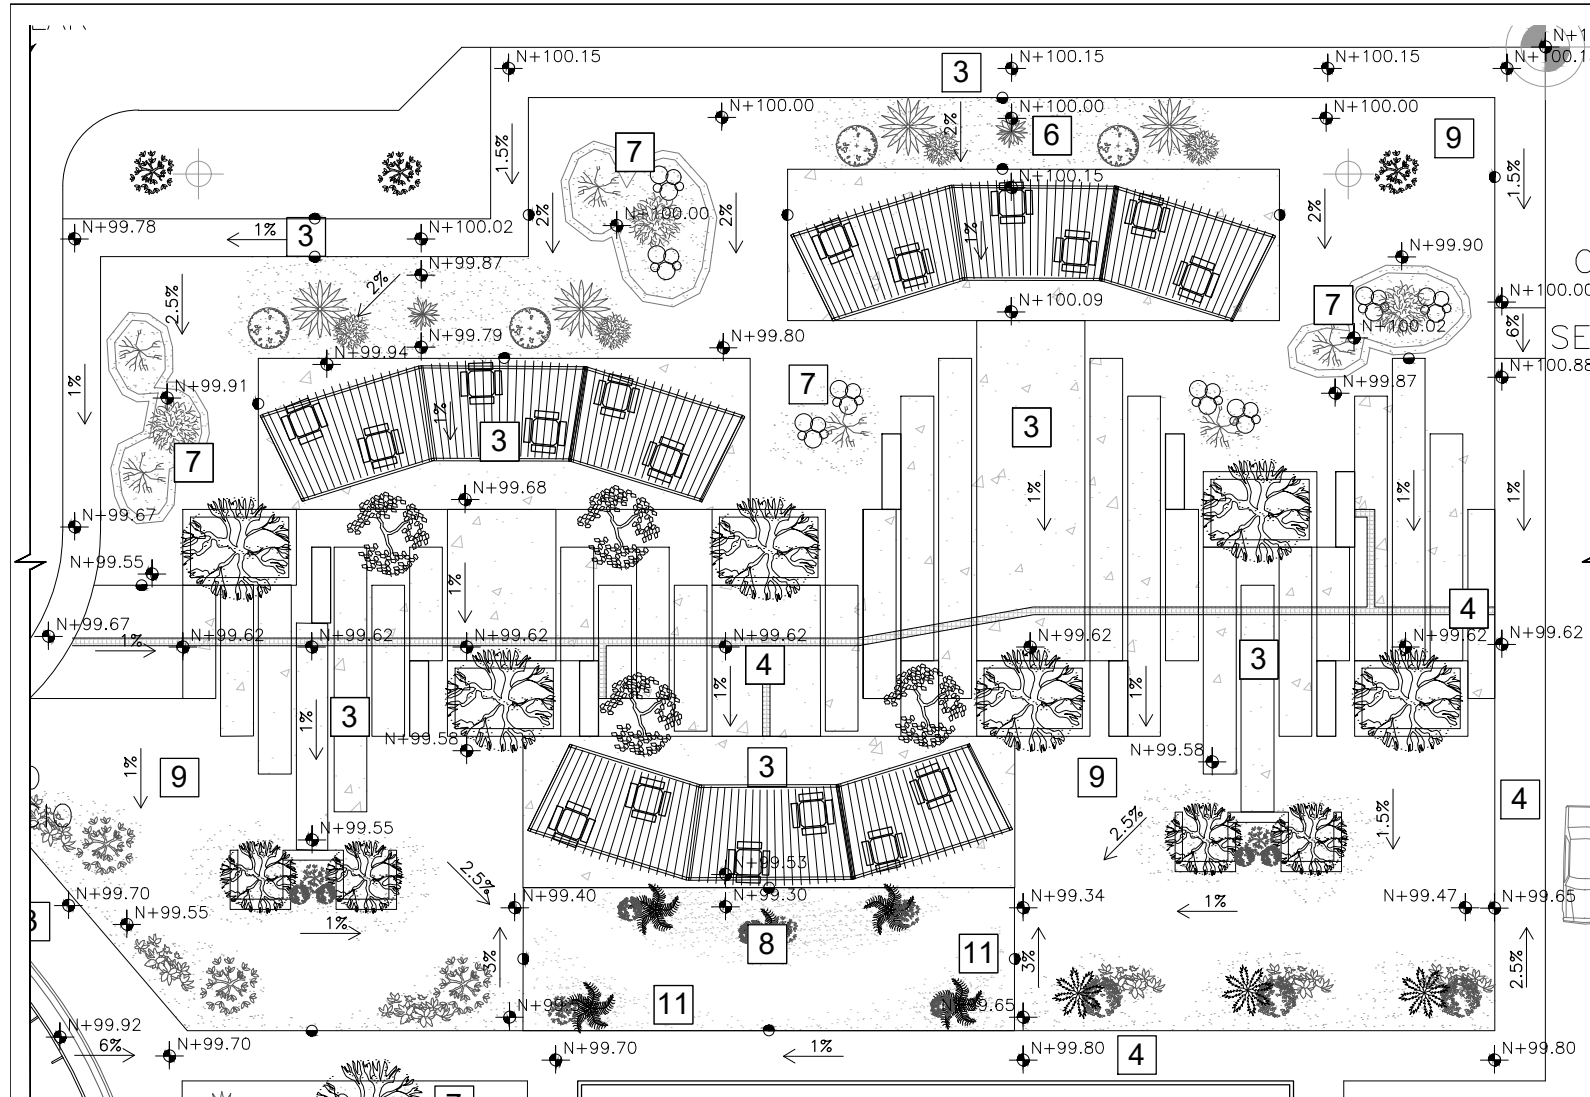 N+100.15
N+100.15
N+100.15
3
N+100.00
N+100.00
N+100.00
2%
6
9
7
1.5%
1.5%
N+100.15
2%
N+100.00
2%
2%
1%
N+99.78
1%
3
N+100.02
N+99.90
N+99.87
2%
2.5%
N+100.09
7
N+100.00
6%
N+100.02
SE
N+99.79
N+99.80
N+99.94
N+100.88
1%
N+99.91
7
N+99.87
1%
3
3
7
N+99.68
1%
1%
1%
N+99.67
N+99.55
1%
4
N+99.67
1%
N+99.62
N+99.62
N+99.62
N+99.62
N+99.62
N+99.62
N+99.62
4
3
1%
1%
1%
3
N+99.58
N+99.58
3
1%
9
9
4
2.5%
1.5%
N+99.55
N+99.53
2.5%
N+99.70
N+99.55
1%
N+99.40
N+99.30
N+99.34
1%
N+99.47
N+99.65
8
11
3%
3%
2.5%
11
N+99.92
6%
N+99.70
N+99.70
1%
N+99.80
4
N+99.80